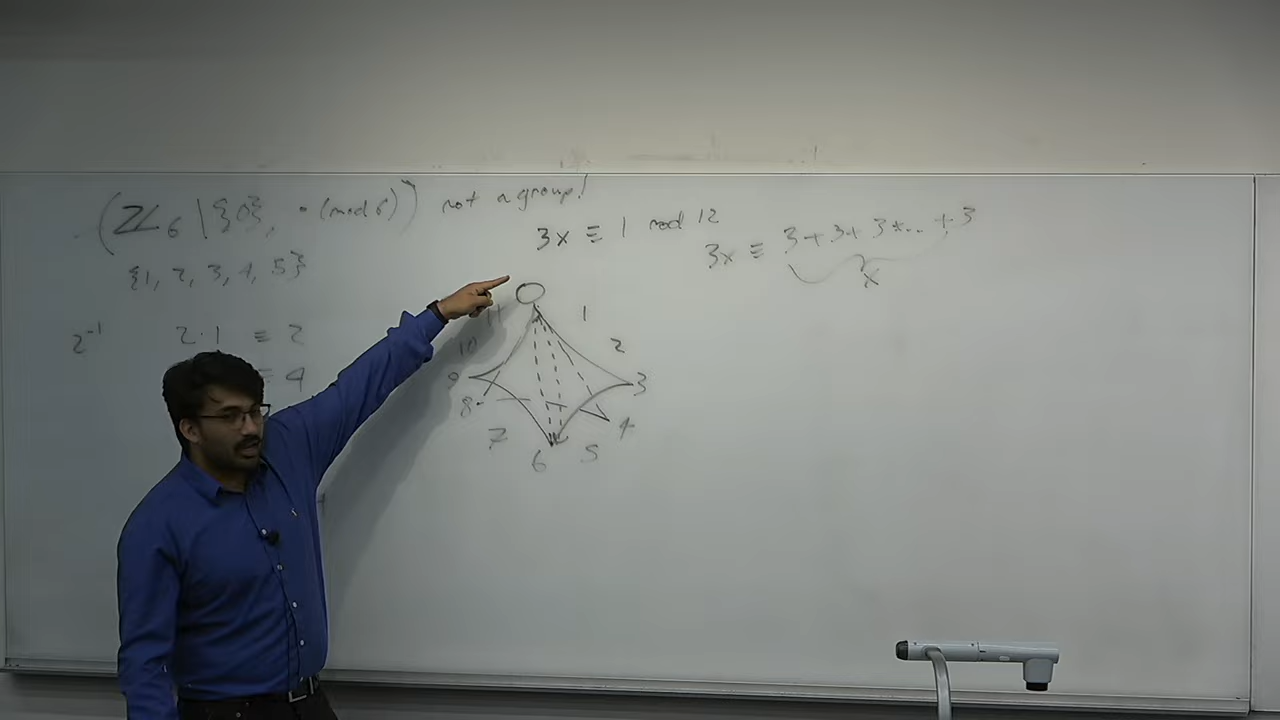 (ℤ₆ \ {0}, · (mod 6)) not a group!
{1, 2, 3, 4, 5}
2⁻¹ 2·1 ≡ 2
≡ 4
3x ≡ 1 mod 12
3x ≡ 3+3+3+...+3
x
0
11 1
10 2
9 3
8 4
7 5
6